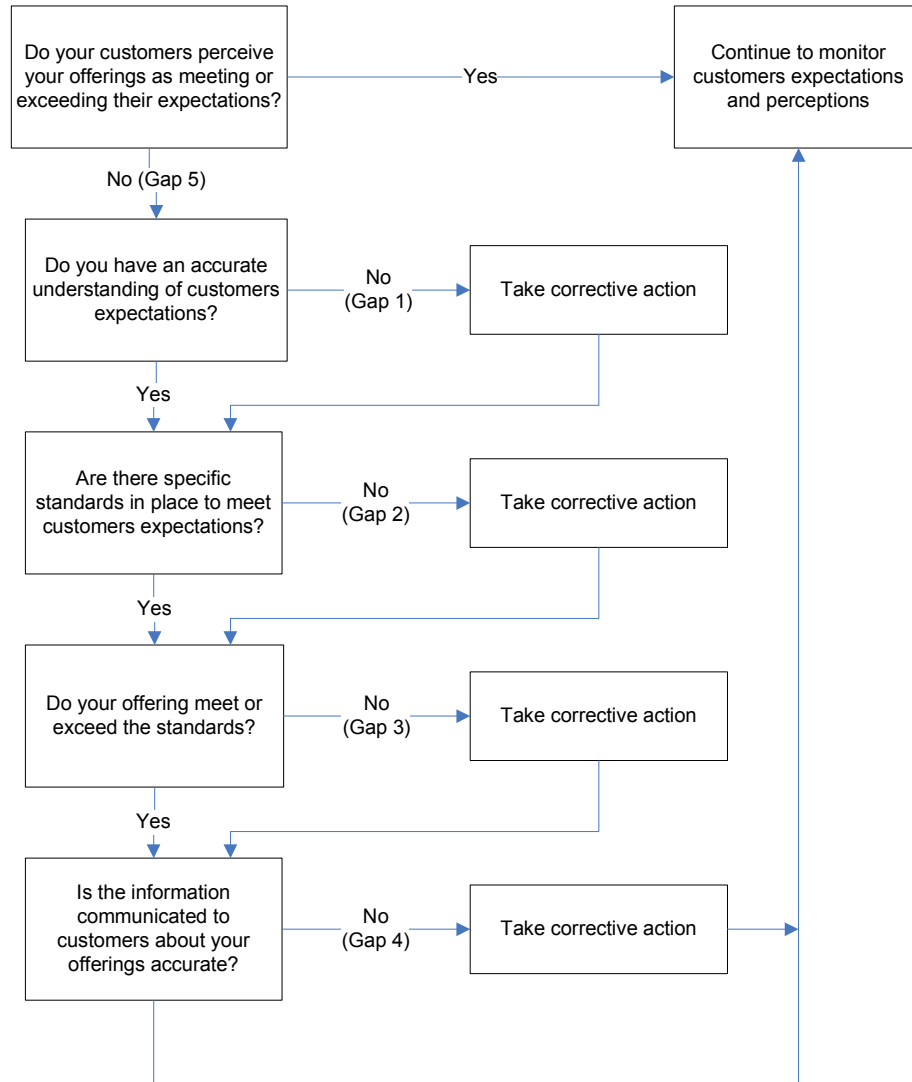 Do your customers perceive
your offerings as meeting or
exceeding their expectations?
Yes
Continue to monitor
customers expectations
and perceptions
No (Gap 5)
Do you have an accurate
understanding of customers
expectations?
No
(Gap 1)
Take corrective action
Yes
Are there specific
standards in place to meet
customers expectations?
No
(Gap 2)
Take corrective action
Yes
Do your offering meet or
exceed the standards?
No
(Gap 3)
Take corrective action
Yes
Is the information
communicated to
customers about your
offerings accurate?
No
(Gap 4)
Take corrective action